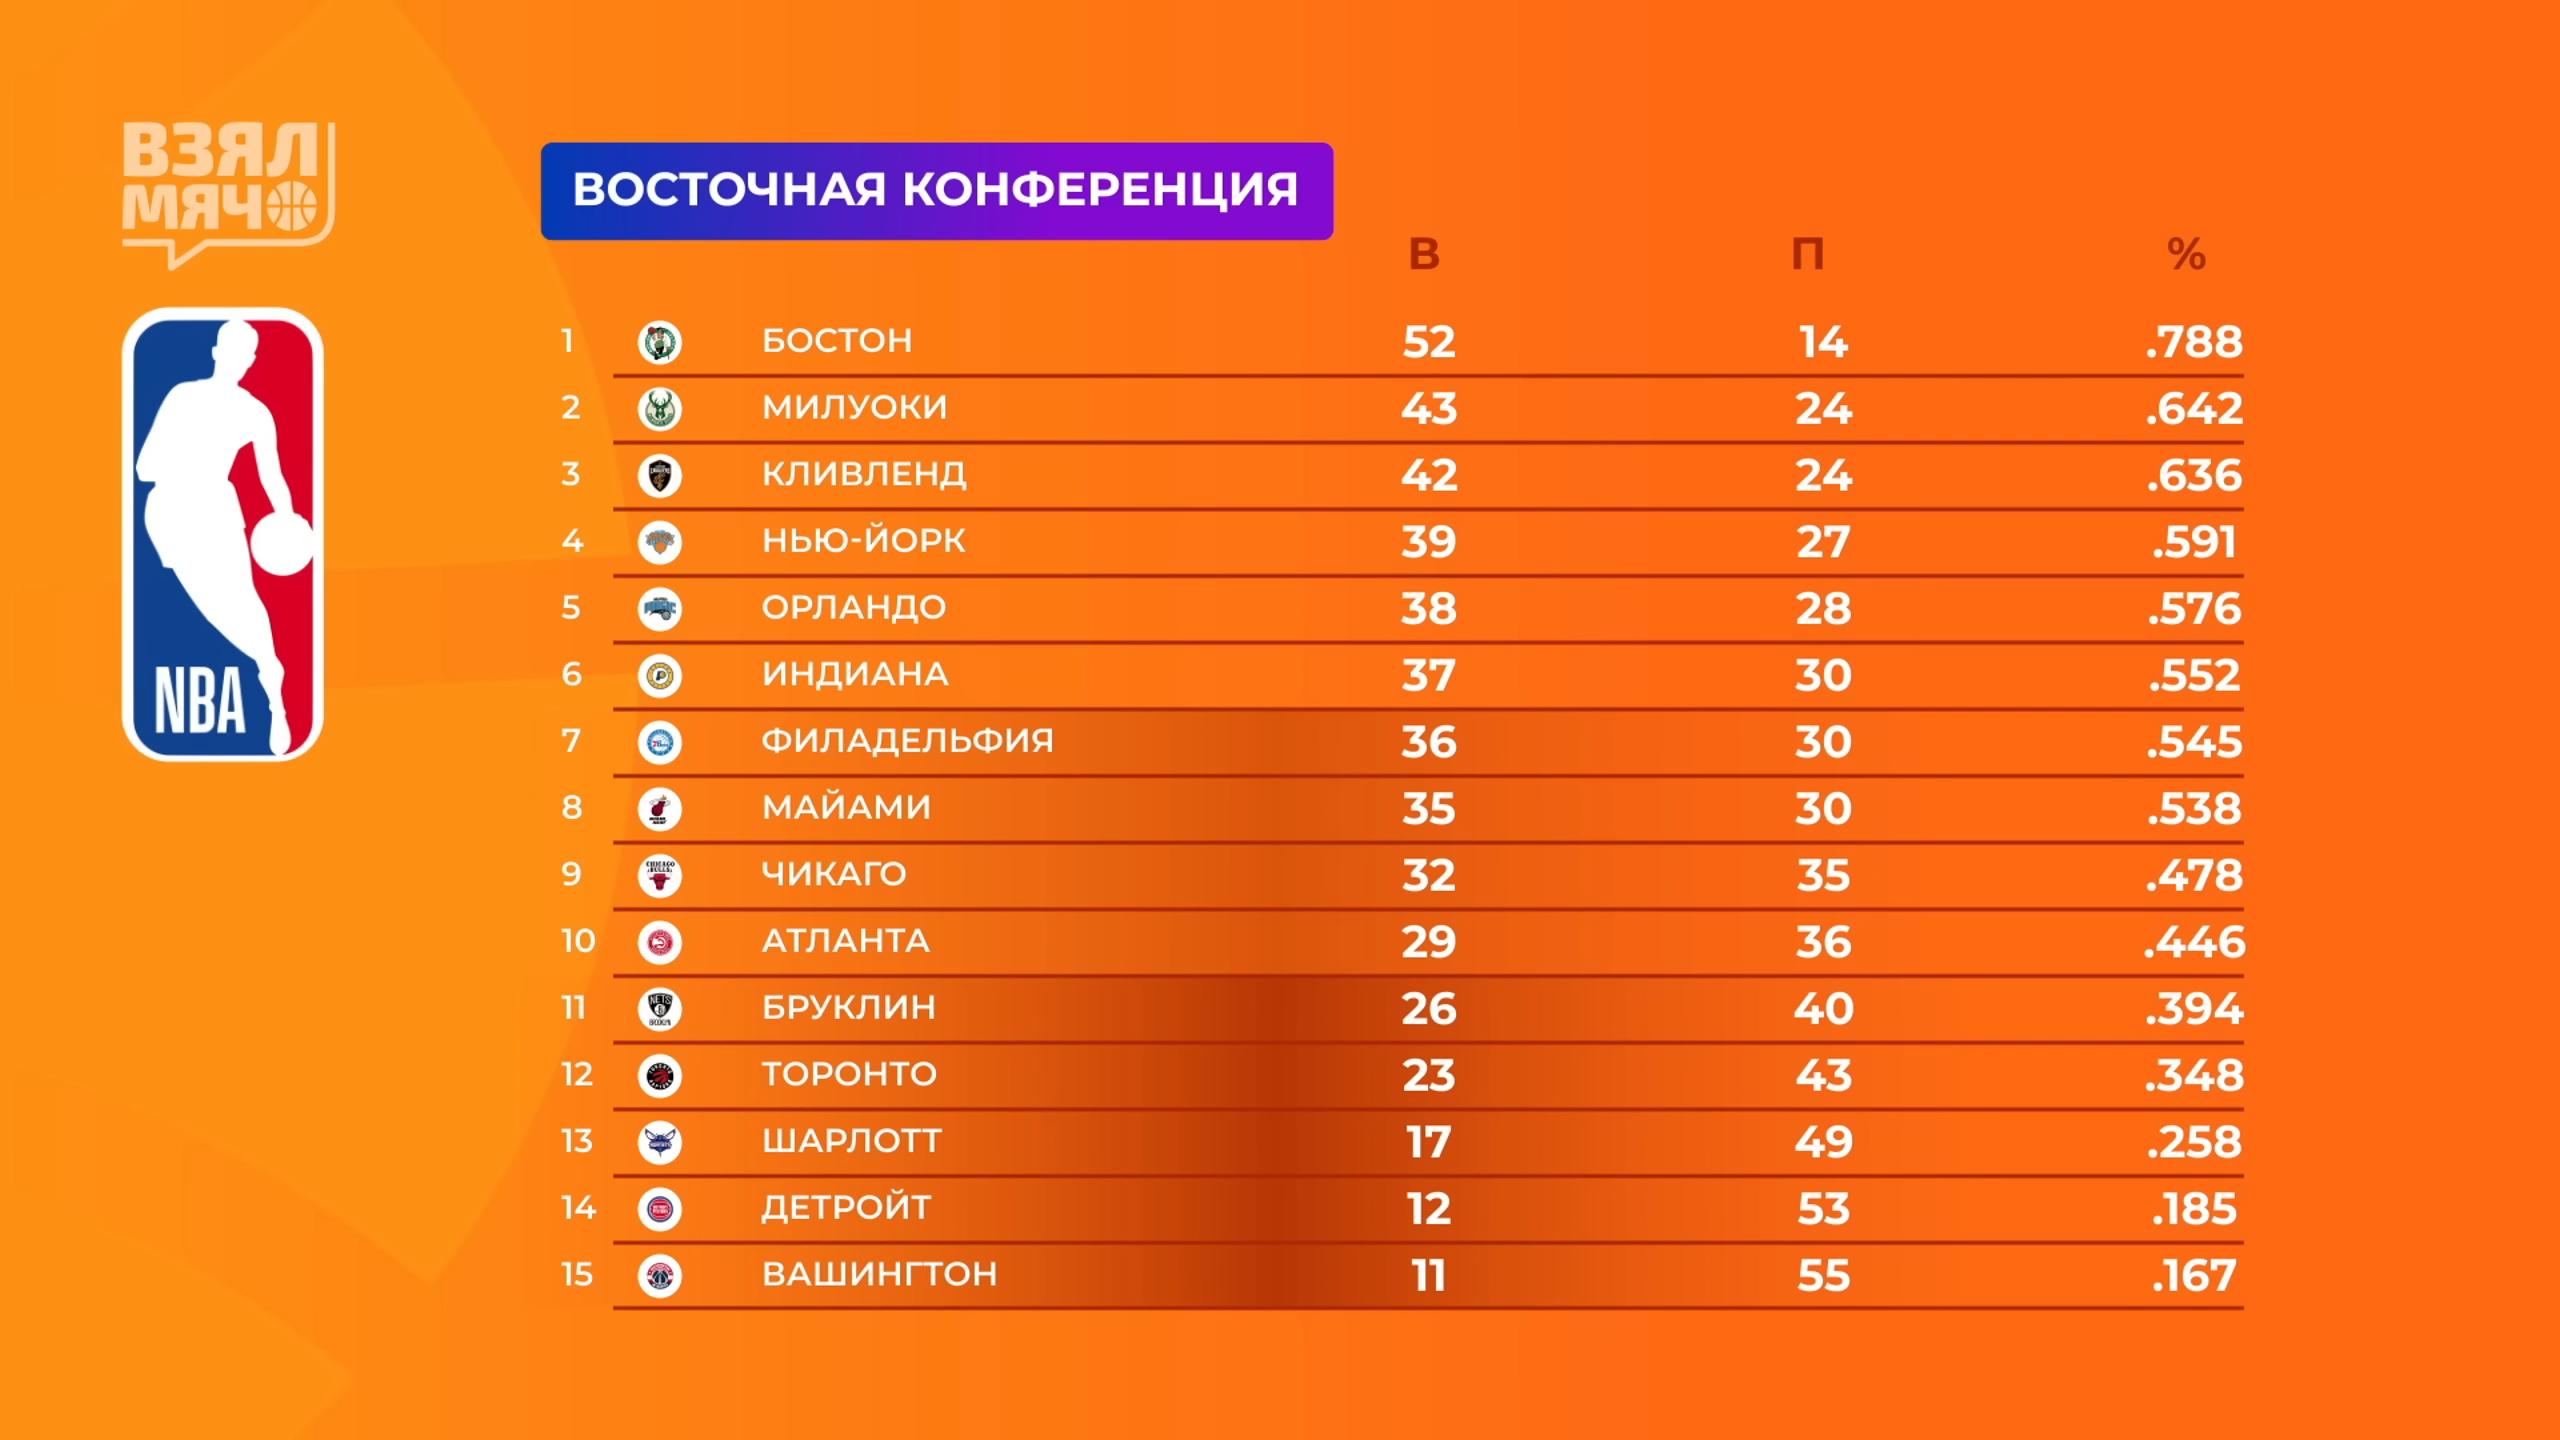 ВЗЯЛ
МЯЧ
ВОСТОЧНАЯ КОНФЕРЕНЦИЯ
В П %
1 БОСТОН 52 14 .788
2 МИЛУОКИ 43 24 .642
3 КЛИВЛЕНД 42 24 .636
4 НЬЮ-ЙОРК 39 27 .591
5 ОРЛАНДО 38 28 .576
6 ИНДИАНА 37 30 .552
7 ФИЛАДЕЛЬФИЯ 36 30 .545
8 МАЙАМИ 35 30 .538
9 ЧИКАГО 32 35 .478
10 АТЛАНТА 29 36 .446
11 БРУКЛИН 26 40 .394
12 ТОРОНТО 23 43 .348
13 ШАРЛОТТ 17 49 .258
14 ДЕТРОЙТ 12 53 .185
15 ВАШИНГТОН 11 55 .167
NBA